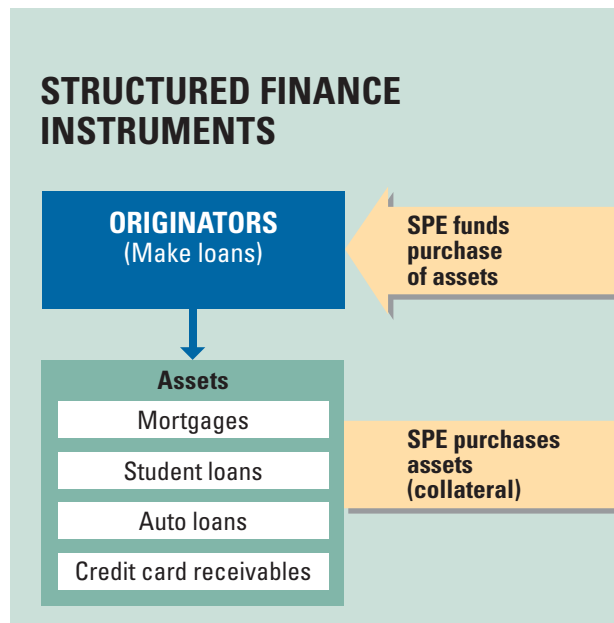 STRUCTURED FINANCE
INSTRUMENTS
ORIGINATORS
(Make loans)
SPE funds
purchase
of assets
Assets
Mortgages
Student loans
Auto loans
Credit card receivables
SPE purchases
assets
(collateral)